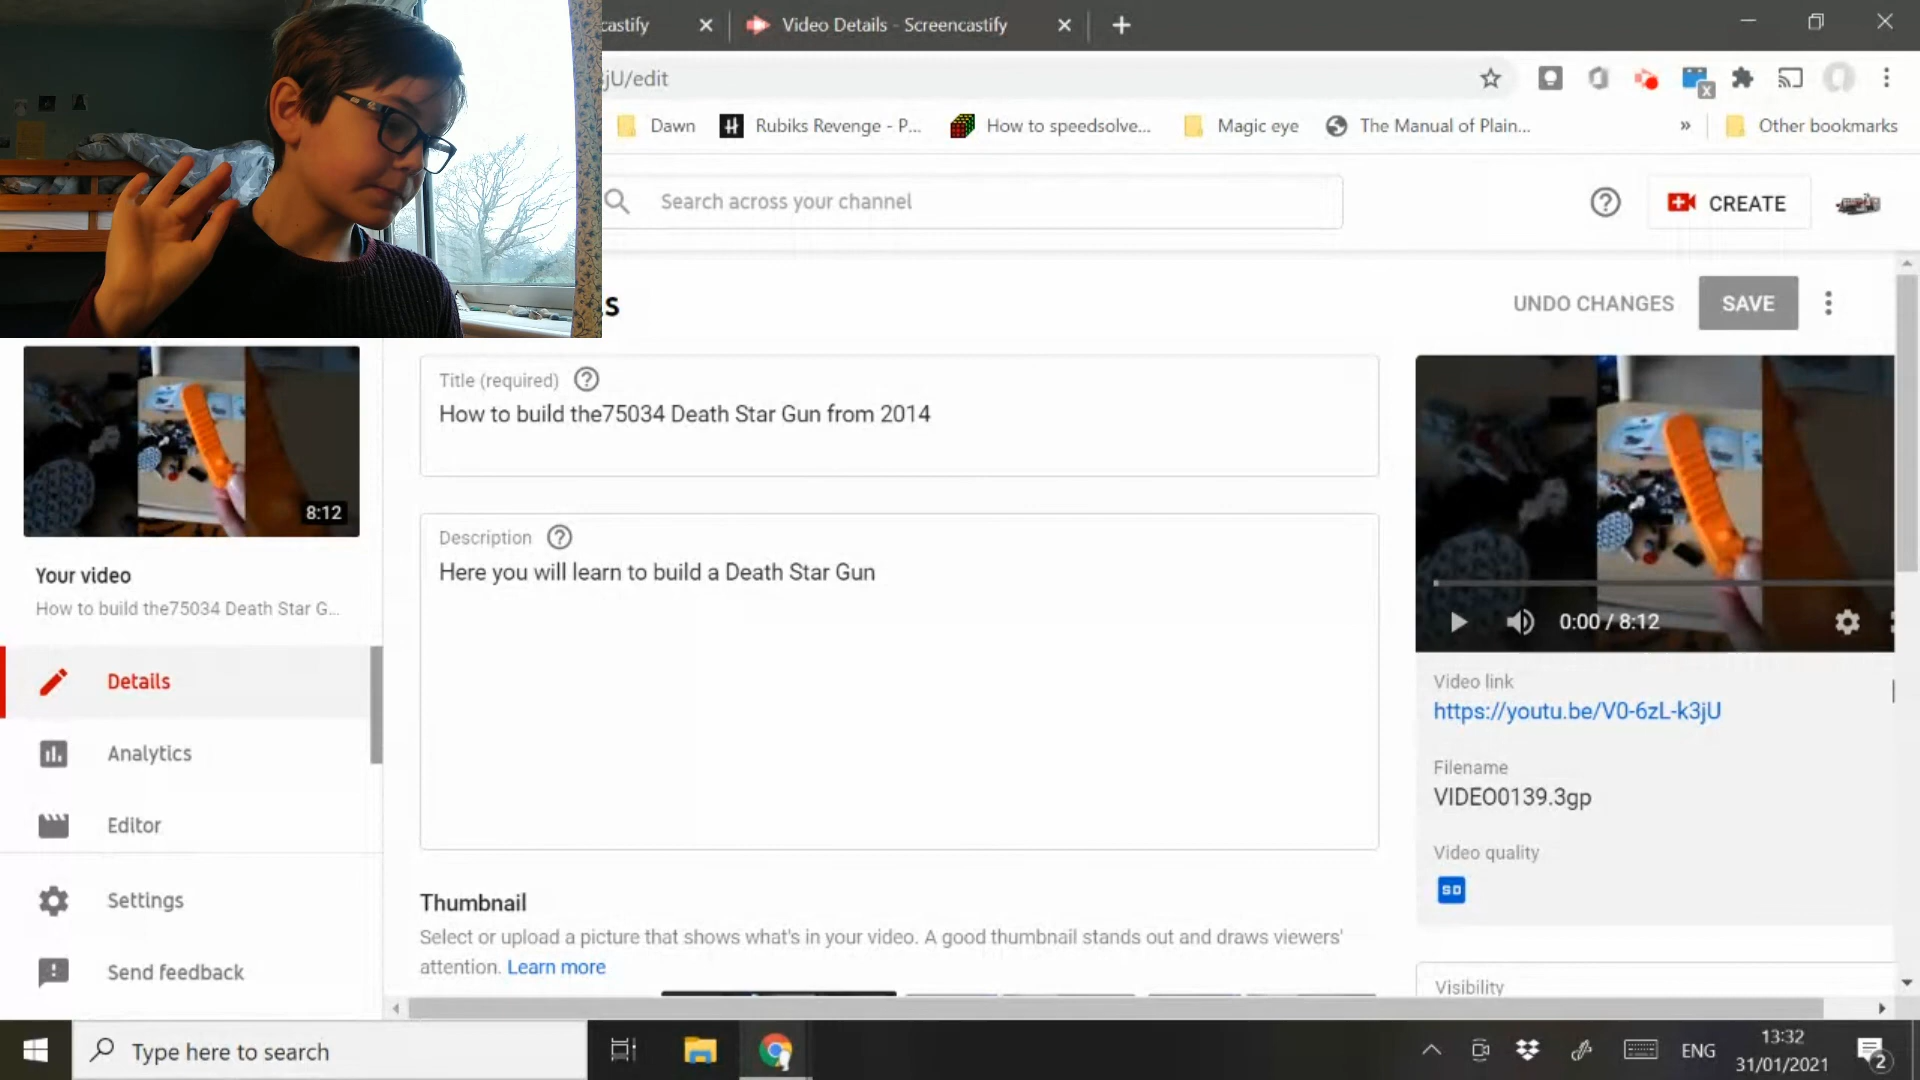 castify
Video Details - Screencastify
jU/edit
Dawn
Rubiks Revenge - P...
How to speedsolve...
Magic eye
The Manual of Plain...
»
Other bookmarks
Search across your channel
CREATE
ls
UNDO CHANGES
SAVE
Title (required)
How to build the75034 Death Star Gun from 2014
8:12
Description
Here you will learn to build a Death Star Gun
Your video
How to build the75034 Death Star G...
0:00 / 8:12
Details
Video link
https://youtu.be/V0-6zL-k3jU
Analytics
Filename
VIDEO0139.3gp
Editor
Video quality
SD
Settings
Thumbnail
Select or upload a picture that shows what's in your video. A good thumbnail stands out and draws viewers'
attention. Learn more
Send feedback
Visibility
Type here to search
ENG
13:32
31/01/2021
2